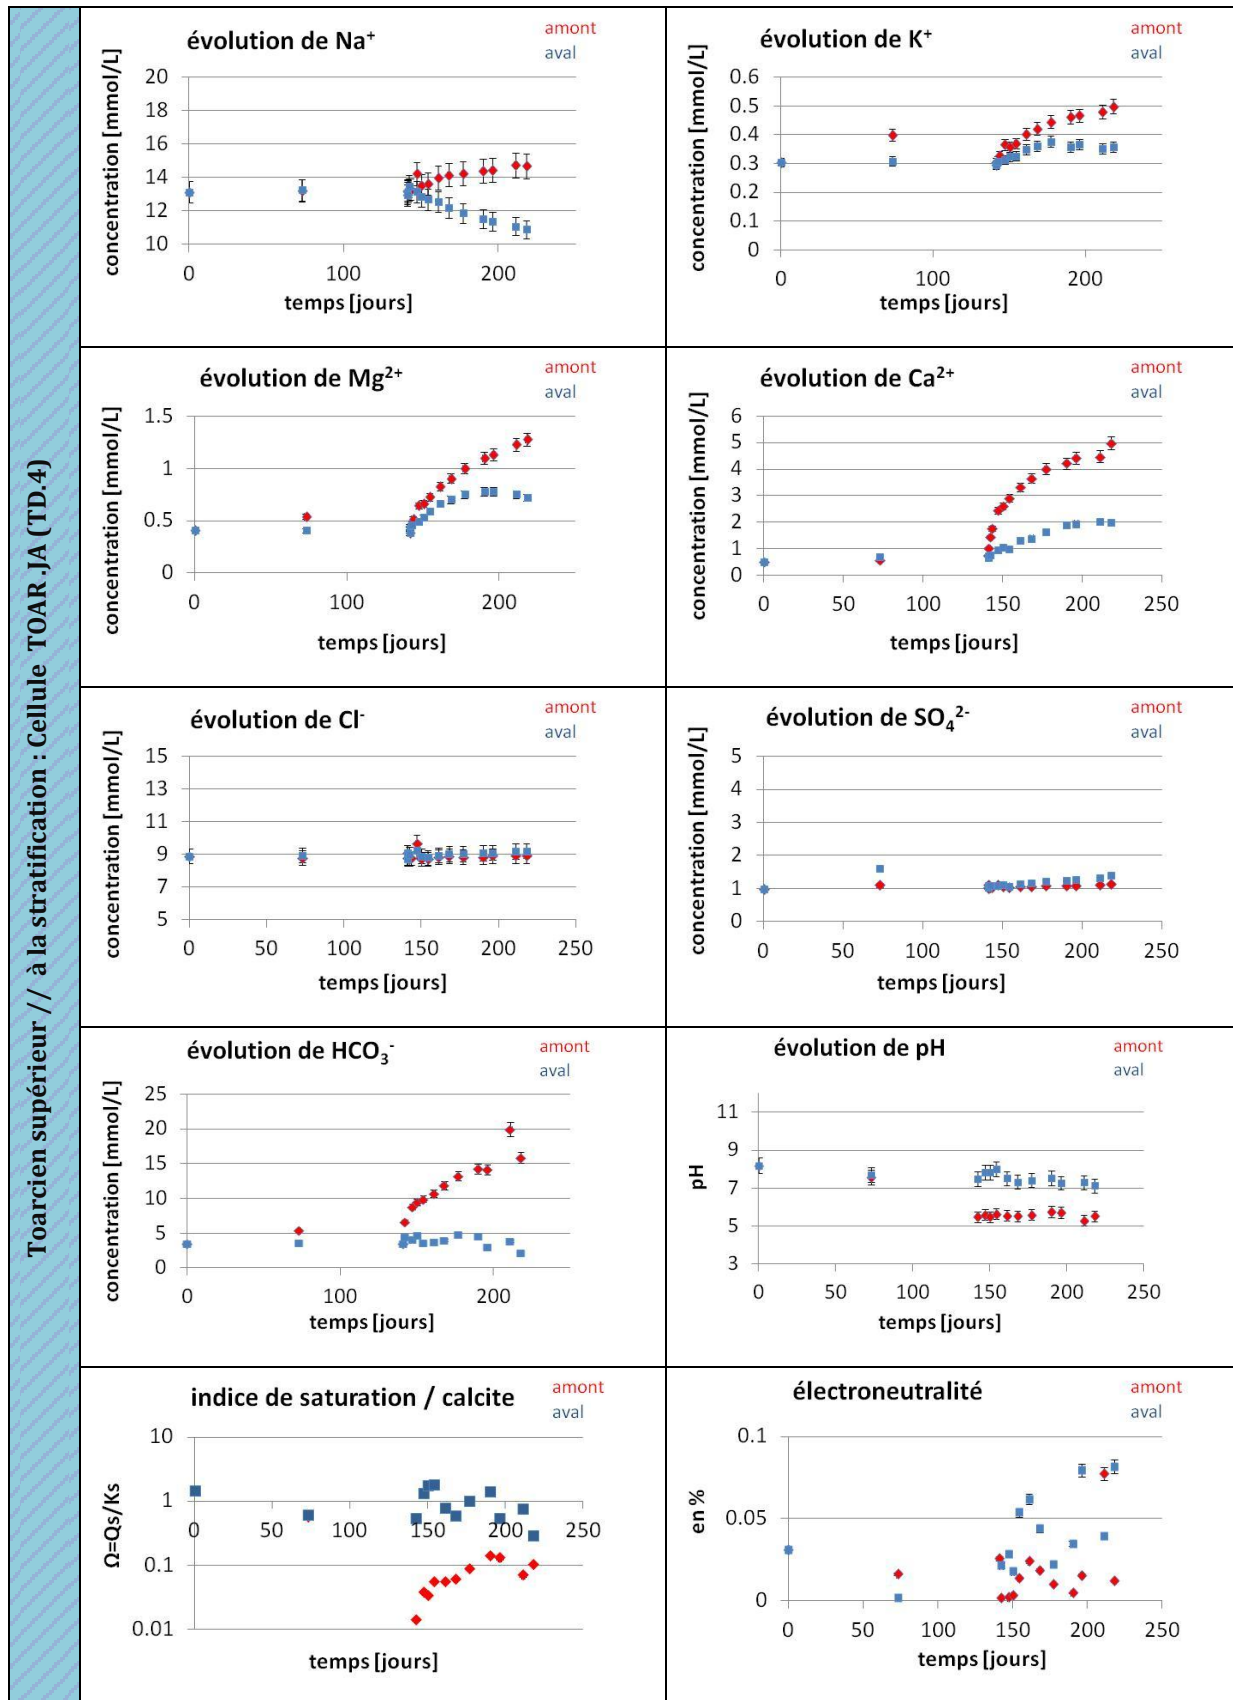 Toarcien supérieur // à la stratification : Cellule TOAR .JA (TD.4)
évolution de Na⁺
amont
aval
concentration [mmol/L]
20
18
16
14
12
10
0
100
200
temps [jours]
évolution de K⁺
amont
aval
concentration [mmol/L]
0.6
0.5
0.4
0.3
0.2
0.1
0
0
100
200
temps [jours]
évolution de Mg²⁺
amont
aval
concentration [mmol/L]
1.5
1
0.5
0
0
100
200
temps [jours]
évolution de Ca²⁺
amont
aval
concentration [mmol/L]
6
5
4
3
2
1
0
0
50
100
150
200
250
temps [jours]
évolution de Cl⁻
amont
aval
concentration [mmol/L]
15
13
11
9
7
5
0
50
100
150
200
250
temps [jours]
évolution de SO₄²⁻
amont
aval
concentration [mmol/L]
5
4
3
2
1
0
0
50
100
150
200
250
temps [jours]
évolution de HCO₃⁻
amont
aval
concentration [mmol/L]
25
20
15
10
5
0
0
100
200
temps [jours]
évolution de pH
amont
aval
pH
11
9
7
5
3
0
50
100
150
200
250
temps [jours]
indice de saturation / calcite
amont
aval
Ω=Qs/Ks
10
1
0.1
0.01
0
50
100
150
200
250
temps [jours]
électroneutralité
amont
aval
en %
0.1
0.05
0
0
50
100
150
200
250
temps [jours]